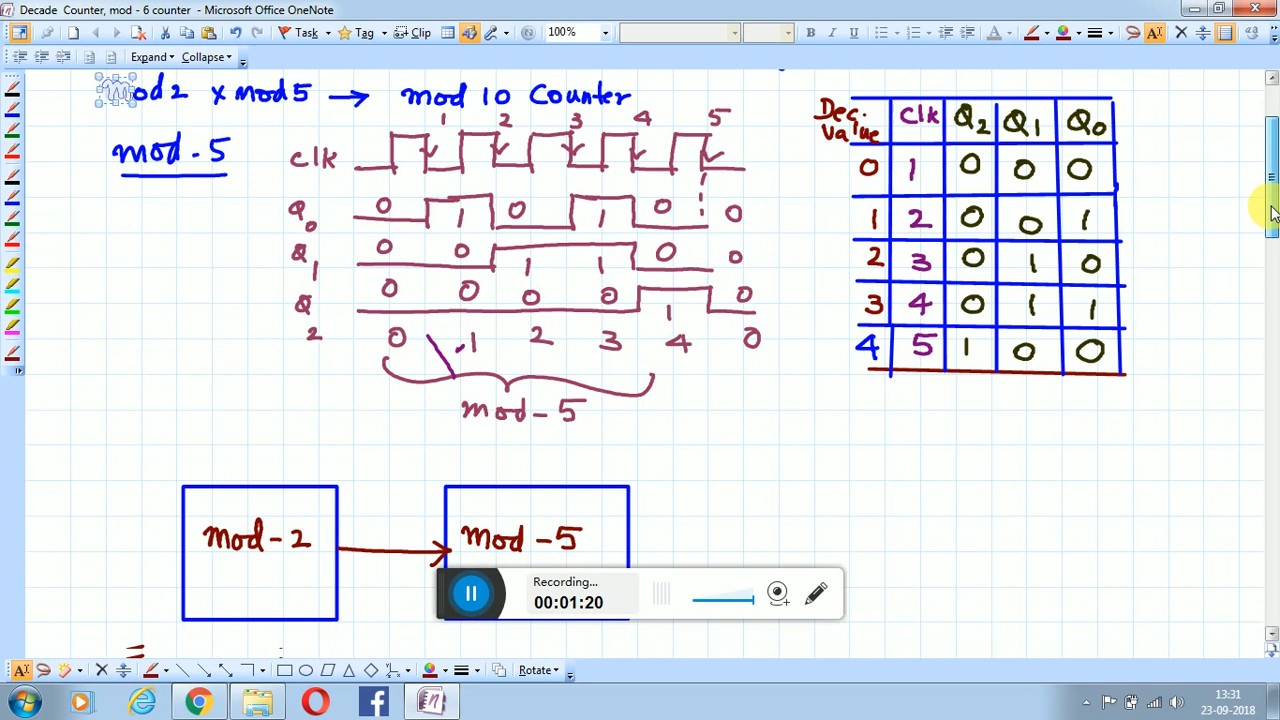 Decade Counter, mod - 6 counter - Microsoft Office OneNote
Task Tag Clip 100% B I U
Expand Collapse
mod 2 x mod 5 → mod 10 Counter
mod - 5
1 2 3 4 5
Clk
Q0 0 1 0 1 0 0
Q1 0 0 1 1 0 0
Q2 0 0 0 0 1 0
0 1 2 3 4 0
mod - 5
Deci. value Clk Q2 Q1 Q0
0 1 0 0 0
1 2 0 0 1
2 3 0 1 0
3 4 0 1 1
4 5 1 0 0
mod - 2 → mod - 5
Recording...
00:01:20
Rotate
13:31
23-09-2018